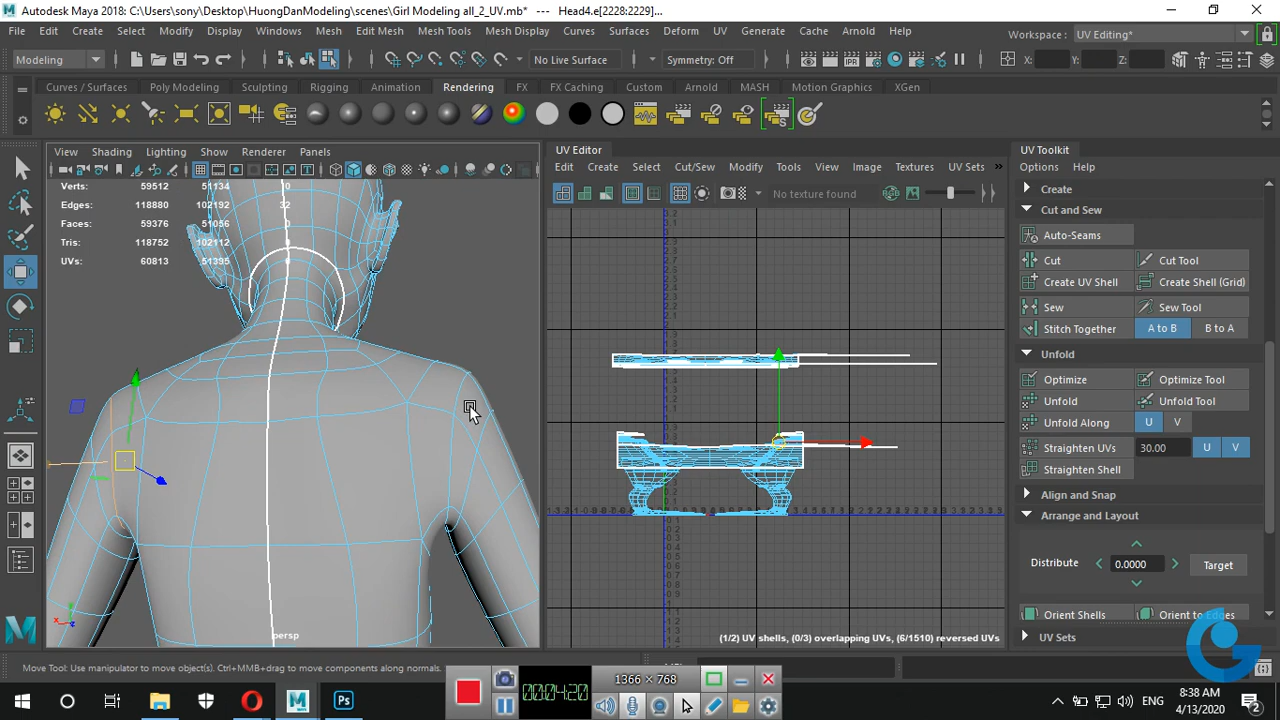 Autodesk Maya 2018: C:\Users\sony\Desktop\HuongDanModeling\scenes\Girl Modeling all_2_UV.mb* --- Head4.e[2228:2229]...
File Edit Create Select Modify Display Windows Mesh Edit Mesh Mesh Tools Mesh Display Curves Surfaces Deform UV Generate Cache Arnold Help Workspace: UV Editing*
Modeling No Live Surface Symmetry: Off X: Y: Z:
Curves / Surfaces Poly Modeling Sculpting Rigging Animation Rendering FX FX Caching Custom Arnold MASH Motion Graphics XGen
IPR
View Shading Lighting Renderer Panels
Verts: 59512 51134 0
Edges: 118880 102192 32
Faces: 59376 51056
Tris: 118752 102112
UVs: 60813 51335
persp
UV Editor
Edit Create Select Cut/Sew Modify Tools View Image Textures UV Sets »
No texture found
(1/2) UV shells, (0/3) overlapping UVs, (6/1510) reversed UVs
UV Toolkit
Options Help
Create
Cut and Sew
Auto-Seams
Cut Cut Tool
Create UV Shell Create Shell (Grid)
Sew Sew Tool
Stitch Together A to B B to A
Unfold
Optimize Optimize Tool
Unfold Unfold Tool
Unfold Along U V
Straighten UVs 30.00 U V
Straighten Shell
Align and Snap
Arrange and Layout
Distribute 0.0000 Target
Orient Shells Orient to Edges
UV Sets
Move Tool: Use manipulator to move object(s). Ctrl+MMB+drag to move components along normals.
1366 × 768
00:04:20
ENG
8:38 AM
4/13/2020
2